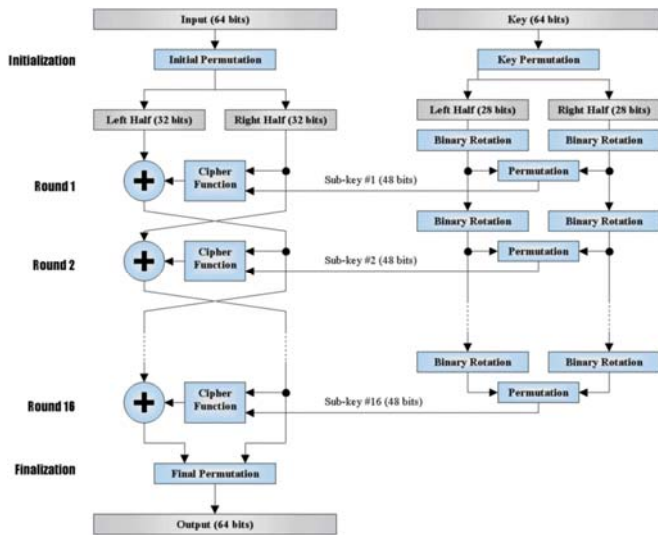 Input (64 bits)
Key (64 bits)
Initialization
Initial Permutation
Key Permutation
Left Half (32 bits)
Right Half (32 bits)
Left Half (28 bits)
Right Half (28 bits)
Binary Rotation
Binary Rotation
Round 1
Cipher
Function
Sub-key #1 (48 bits)
Permutation
Binary Rotation
Binary Rotation
Round 2
Cipher
Function
Sub-key #2 (48 bits)
Permutation
Binary Rotation
Binary Rotation
Round 16
Cipher
Function
Sub-key #16 (48 bits)
Permutation
Finalization
Final Permutation
Output (64 bits)